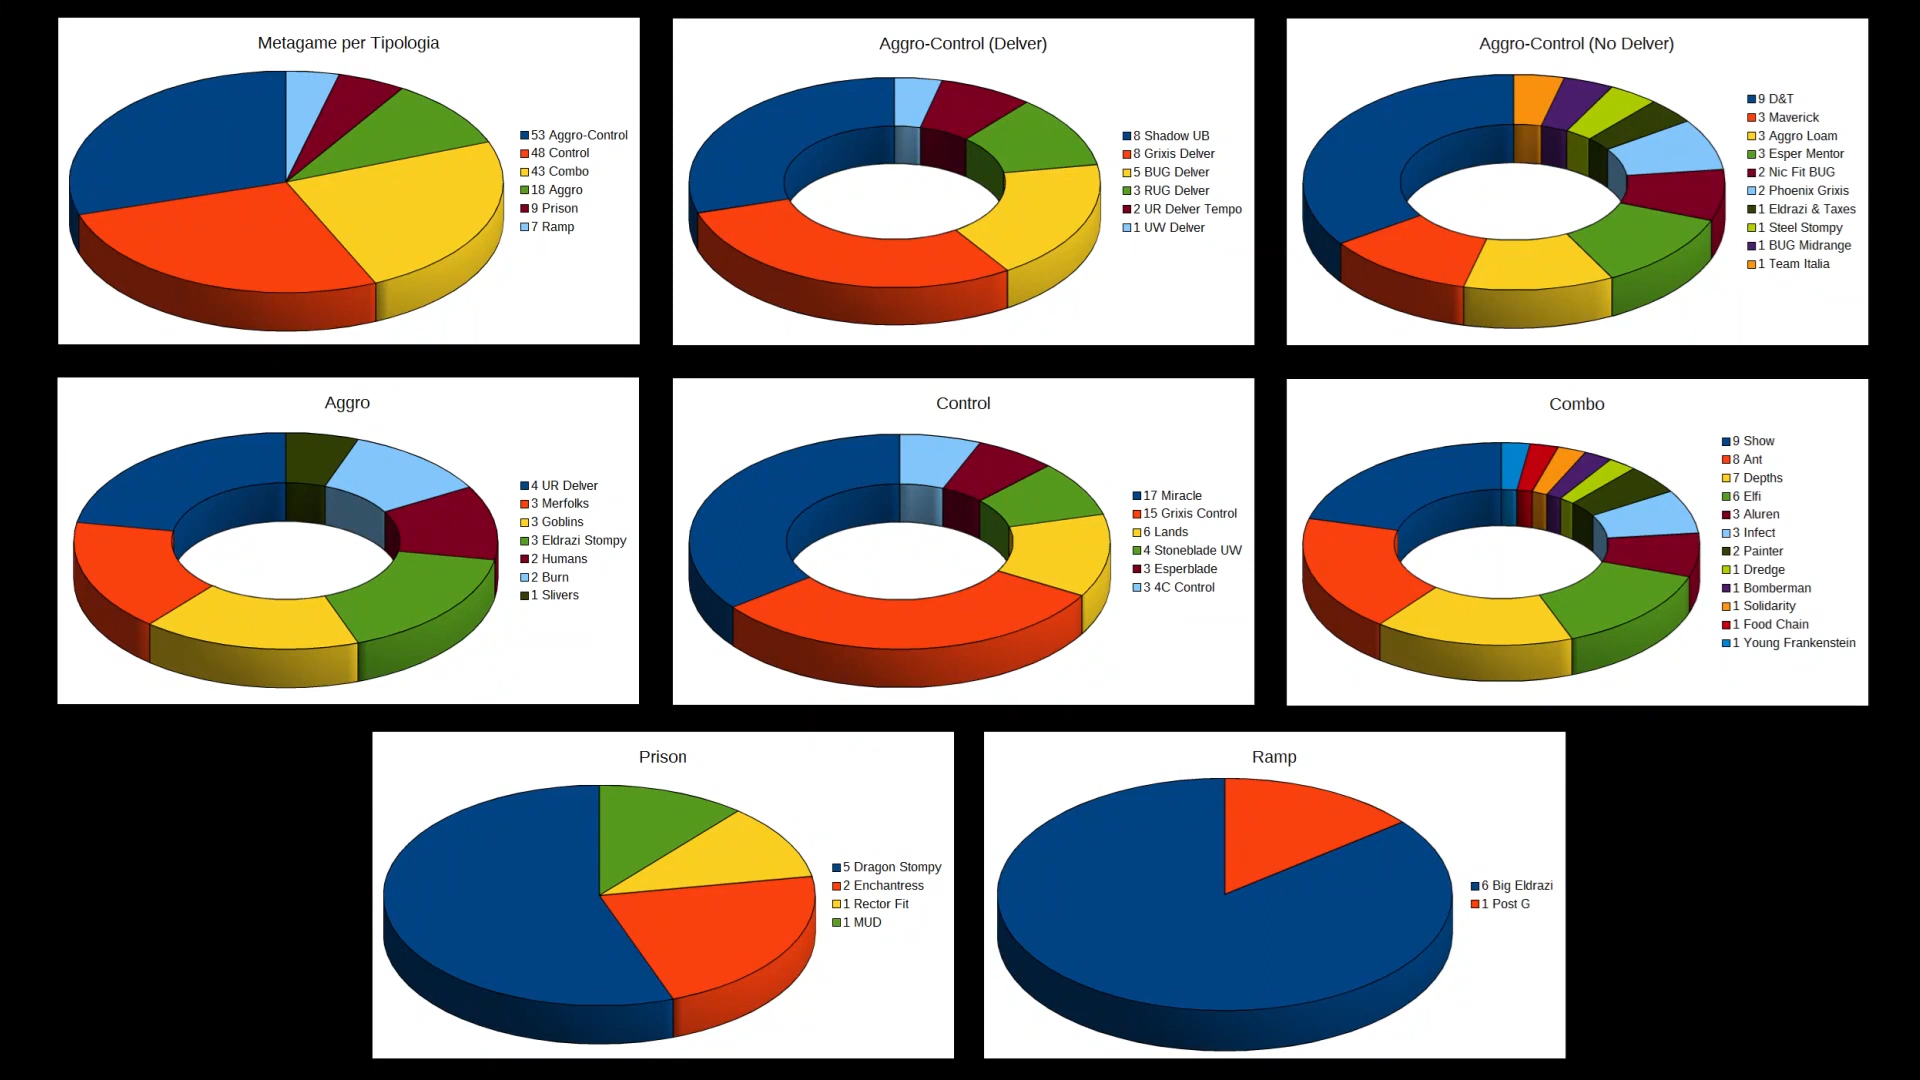 Metagame per Tipologia
53 Aggro-Control
48 Control
43 Combo
18 Aggro
9 Prison
7 Ramp
Aggro-Control (Delver)
8 Shadow UB
8 Grixis Delver
5 BUG Delver
3 RUG Delver
2 UR Delver Tempo
1 UW Delver
Aggro-Control (No Delver)
9 D&T
3 Maverick
3 Aggro Loam
3 Esper Mentor
2 Nic Fit BUG
2 Phoenix Grixis
1 Eldrazi & Taxes
1 Steel Stompy
1 BUG Midrange
1 Team Italia
Aggro
4 UR Delver
3 Merfolks
3 Goblins
3 Eldrazi Stompy
2 Humans
2 Burn
1 Slivers
Control
17 Miracle
15 Grixis Control
6 Lands
4 Stoneblade UW
3 Esperblade
3 4C Control
Combo
9 Show
8 Ant
7 Depths
6 Elfi
3 Aluren
3 Infect
2 Painter
1 Dredge
1 Bomberman
1 Solidarity
1 Food Chain
1 Young Frankenstein
Prison
5 Dragon Stompy
2 Enchantress
1 Rector Fit
1 MUD
Ramp
6 Big Eldrazi
1 Post G